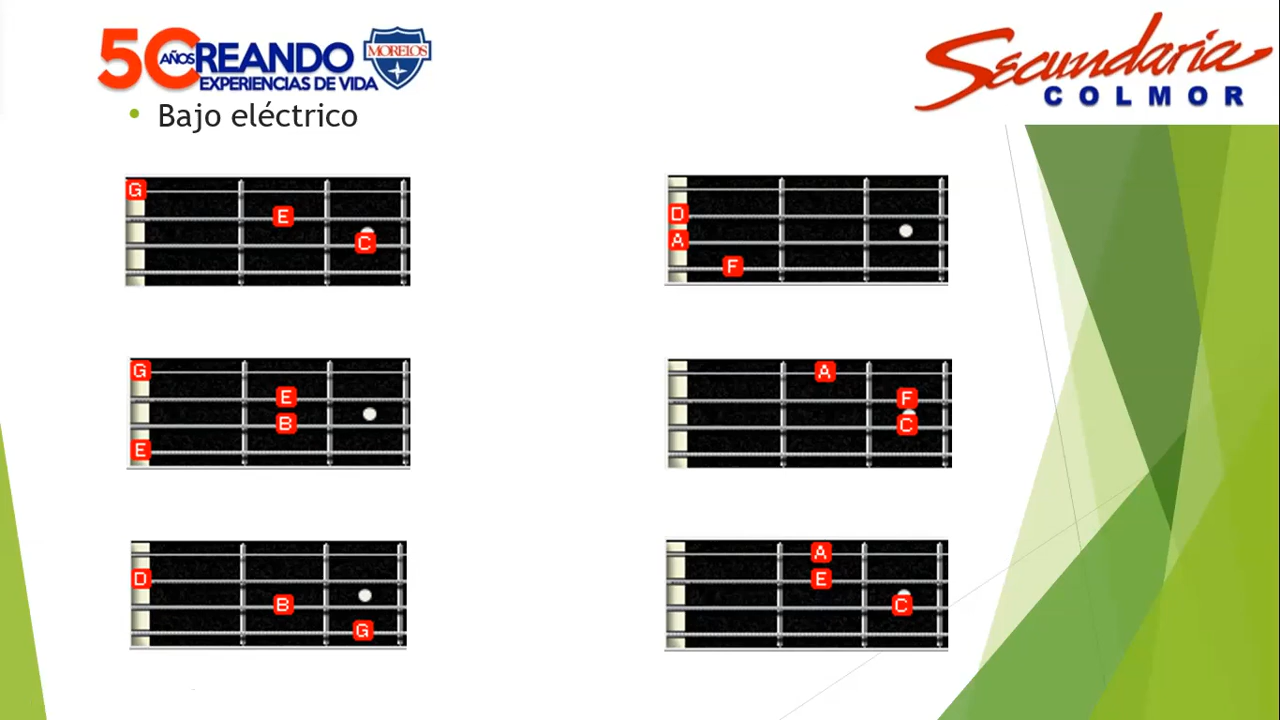 50 AÑOS CREANDO
EXPERIENCIAS DE VIDA
MORELOS
Secundaria
COLMOR
• Bajo eléctrico
G
E
C
D
A
F
G
E
B
E
A
F
C
D
B
G
A
E
C